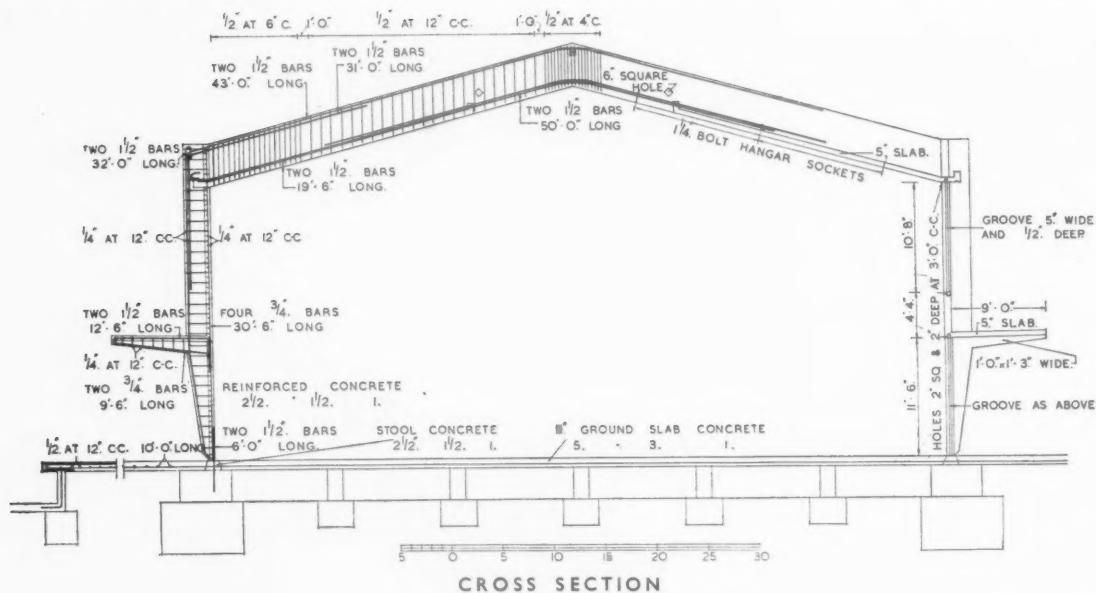 1/2" AT 6" C. 1'·0". 1/2" AT 12" C-C. 1'·0". 1/2" AT 4" C.
TWO 1 1/2" BARS
31'·0" LONG
TWO 1 1/2" BARS
43'·0" LONG
6" SQUARE
HOLE
TWO 1 1/2" BARS
50'·0" LONG
1 1/4" BOLT HANGAR SOCKETS
5" SLAB.
TWO 1 1/2" BARS
32'·0" LONG
TWO 1 1/2" BARS
19'·6" LONG.
1/4" AT 12" C·C.
1/4" AT 12" C·C
10'·8"
GROOVE 5" WIDE
AND 1/2" DEEP
HOLES 2" SQ & 2" DEEP AT 3'·0" C-C.
4'·4"
9'·0"
5" SLAB.
TWO 1 1/2" BARS
12'·6" LONG
FOUR 3/4" BARS
30'·6" LONG
1/4" AT 12" C-C.
1'·0" x 1'·3" WIDE.
TWO 3/4" BARS
9'·6" LONG
REINFORCED CONCRETE
2 1/2. 1 1/2. 1.
11'·6"
GROOVE AS ABOVE
TWO 1 1/2" BARS
6'·0" LONG.
STOOL CONCRETE
2 1/2. 1 1/2. 1.
GROUND SLAB CONCRETE
5. - 3. 1.
1/2" AT 12" CC. 10'·0" LONG
5 0 5 10 15 20 25 30
CROSS SECTION